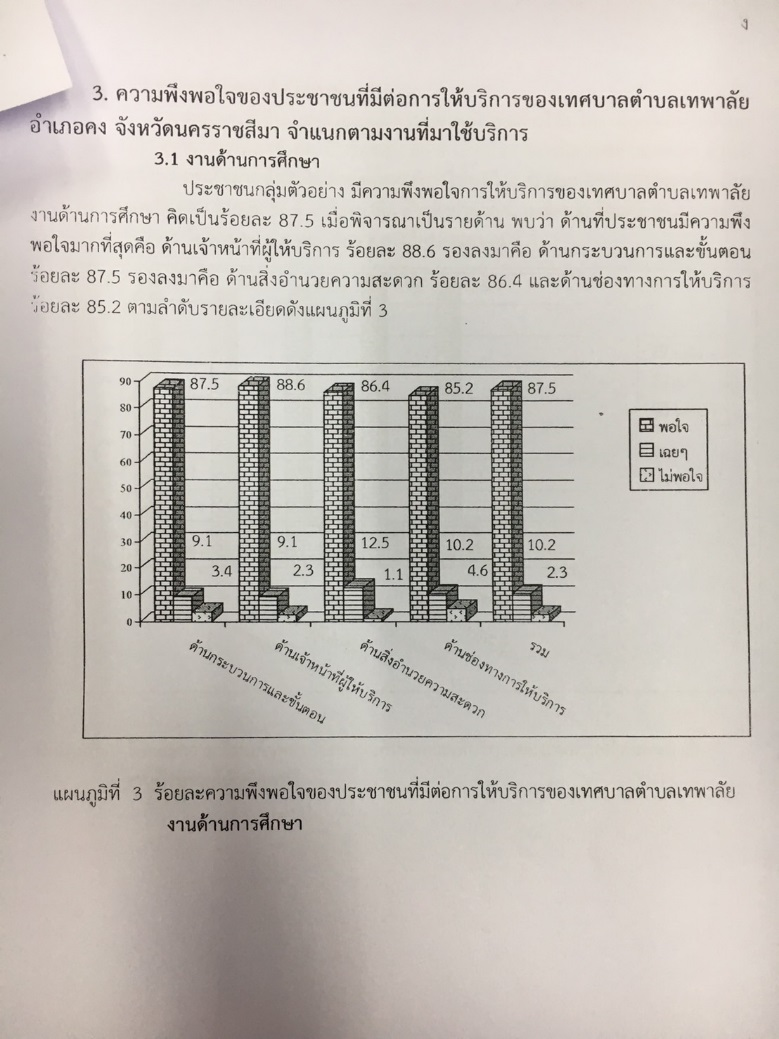 ง
3. ความพึงพอใจของประชาชนที่มีต่อการให้บริการของเทศบาลตำบลเทพาลัย
อำเภอคง จังหวัดนครราชสีมา จำแนกตามงานที่มาใช้บริการ
3.1 งานด้านการศึกษา
ประชาชนกลุ่มตัวอย่าง มีความพึงพอใจการให้บริการของเทศบาลตำบลเทพาลัย
งานด้านการศึกษา คิดเป็นร้อยละ 87.5 เมื่อพิจารณาเป็นรายด้าน พบว่า ด้านที่ประชาชนมีความพึง
พอใจมากที่สุดคือ ด้านเจ้าหน้าที่ผู้ให้บริการ ร้อยละ 88.6 รองลงมาคือ ด้านกระบวนการและขั้นตอน
ร้อยละ 87.5 รองลงมาคือ ด้านสิ่งอำนวยความสะดวก ร้อยละ 86.4 และด้านช่องทางการให้บริการ
ร้อยละ 85.2 ตามลำดับรายละเอียดดังแผนภูมิที่ 3
90 87.5 88.6 86.4 85.2 87.5
80
70
60
50
40
30 9.1 9.1 12.5 10.2 10.2
20 3.4 2.3 1.1 4.6 2.3
10
0
พอใจ
เฉยๆ
ไม่พอใจ
ด้านกระบวนการและขั้นตอน
ด้านเจ้าหน้าที่ผู้ให้บริการ
ด้านสิ่งอำนวยความสะดวก
ด้านช่องทางการให้บริการ
รวม
แผนภูมิที่ 3 ร้อยละความพึงพอใจของประชาชนที่มีต่อการให้บริการของเทศบาลตำบลเทพาลัย
งานด้านการศึกษา